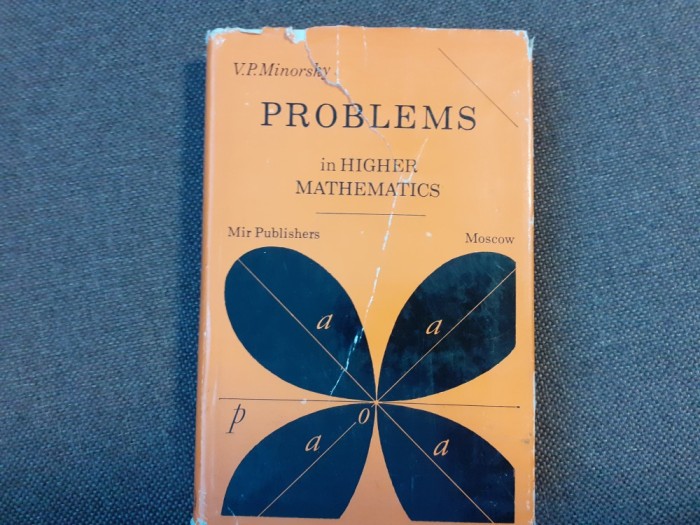 V.P.Minorsky
PROBLEMS
in HIGHER
MATHEMATICS
Mir Publishers Moscow
a a
p o
a a